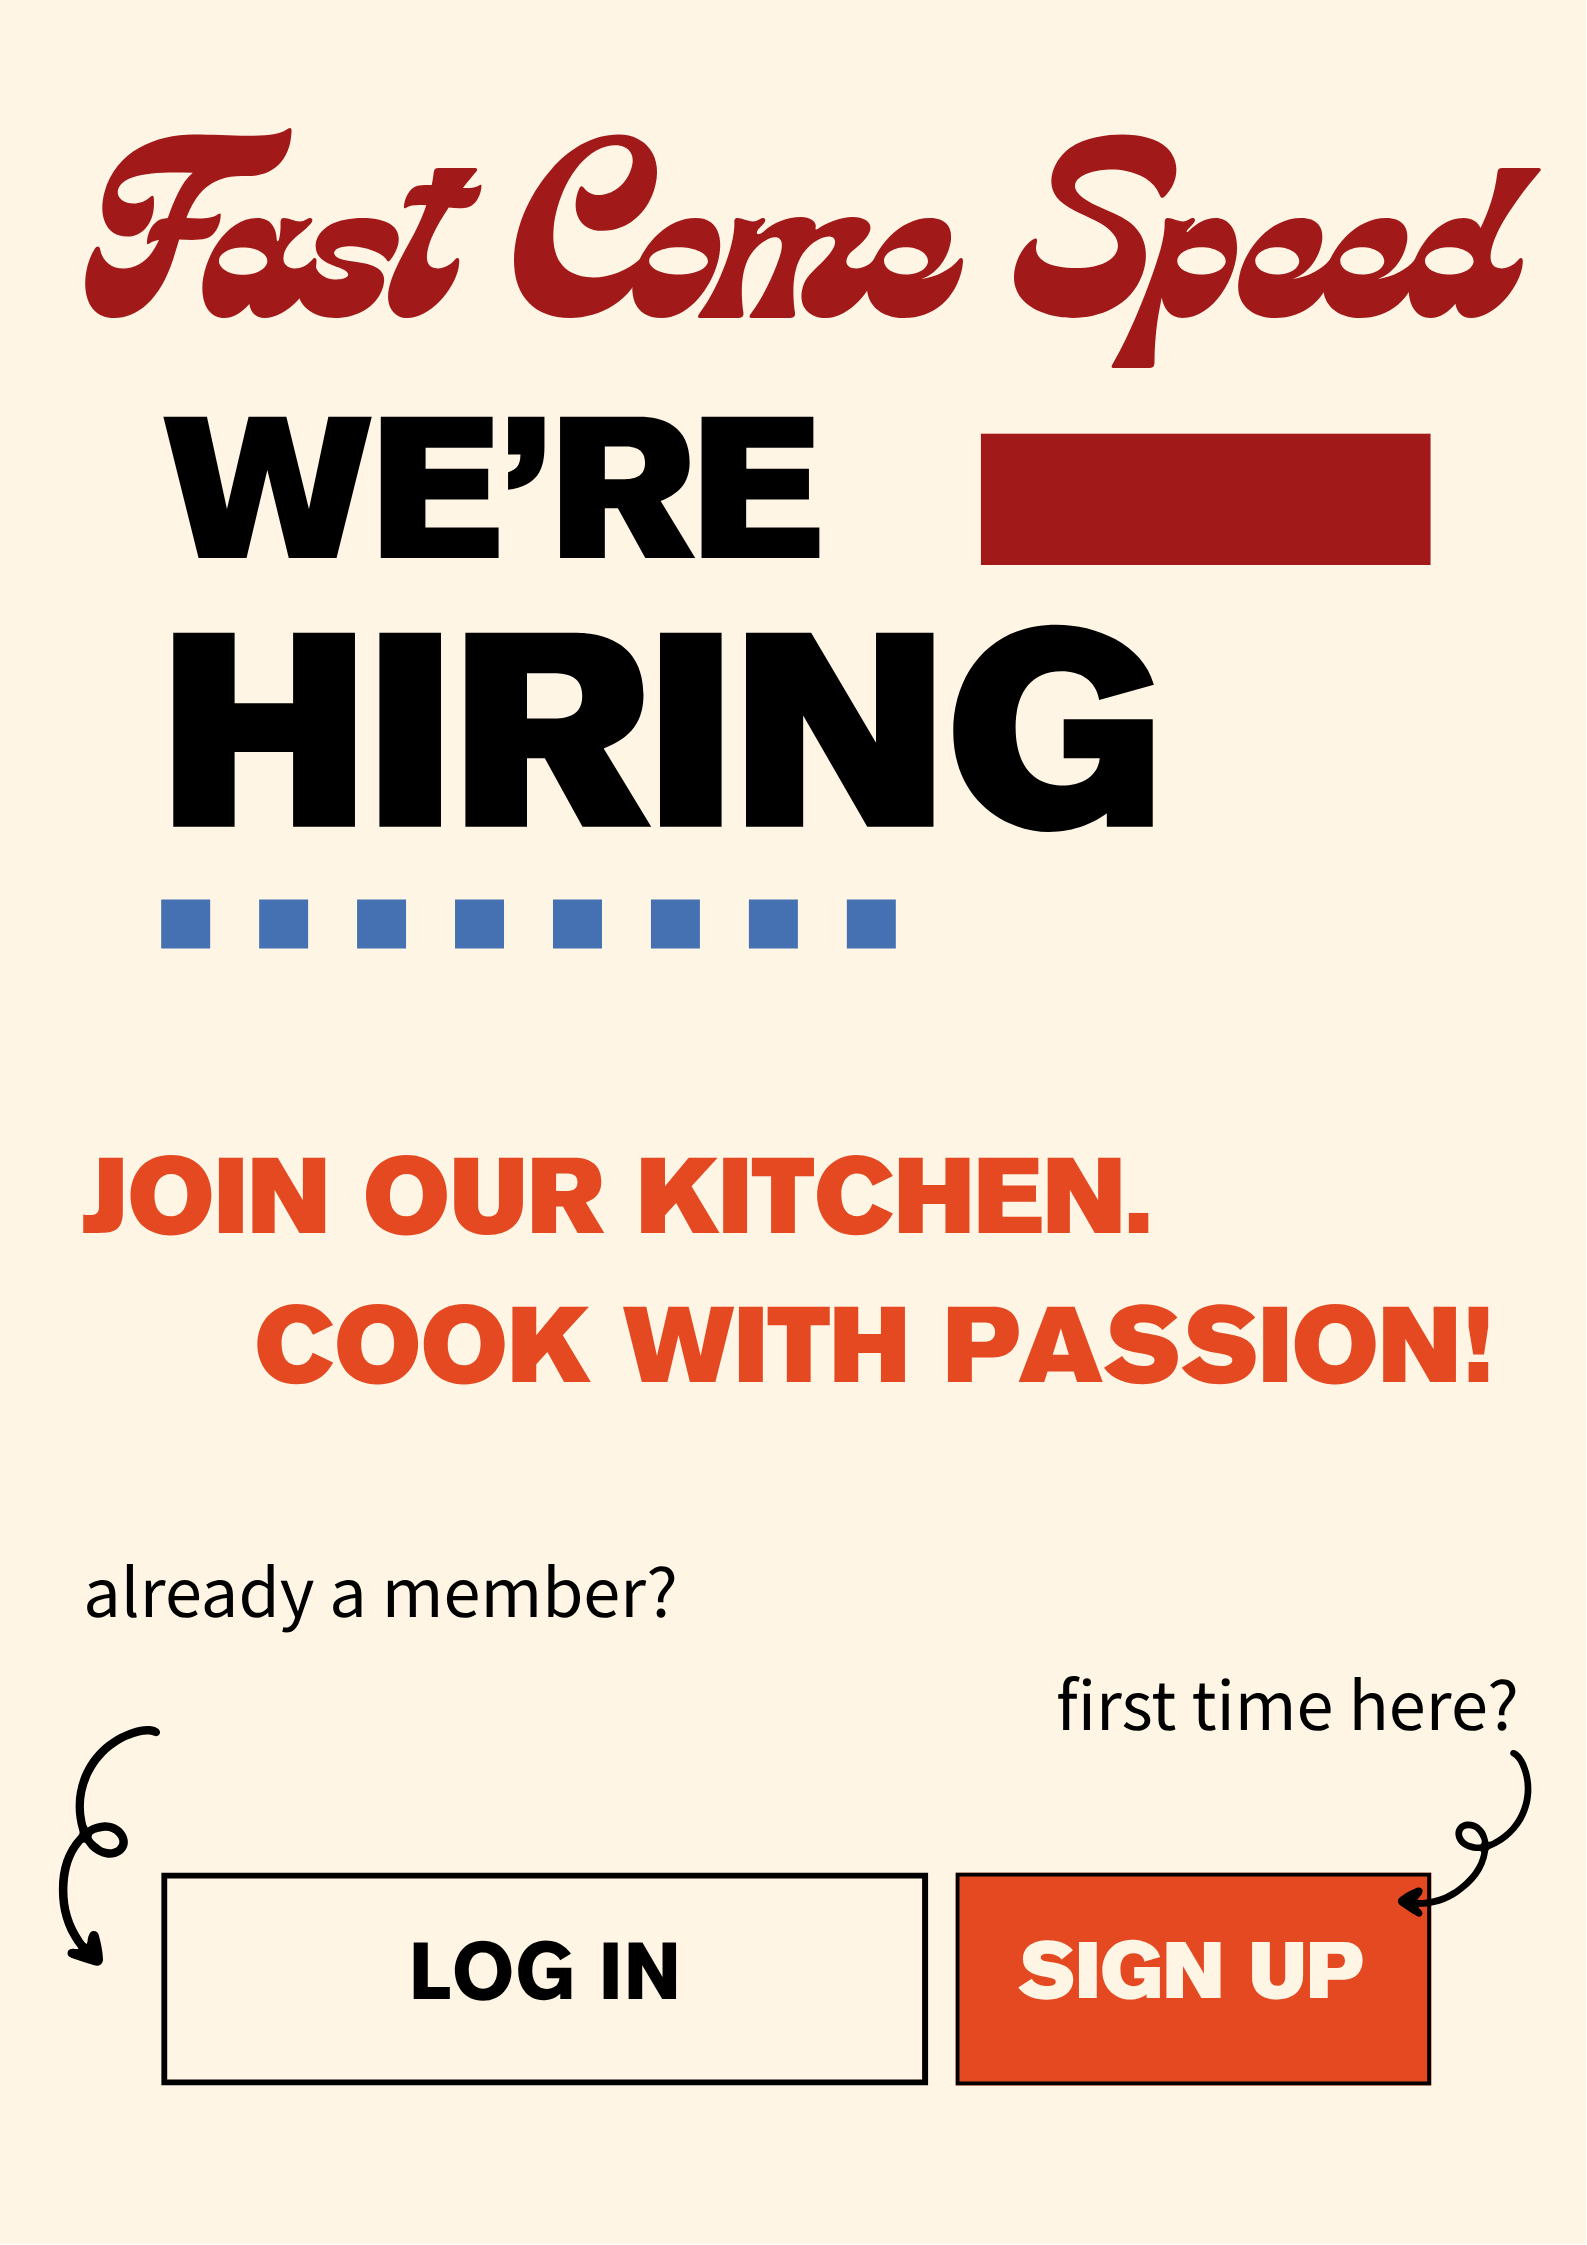 Fast Come Speed
WE’RE
HIRING
JOIN OUR KITCHEN.
COOK WITH PASSION!
already a member?
first time here?
LOG IN
SIGN UP